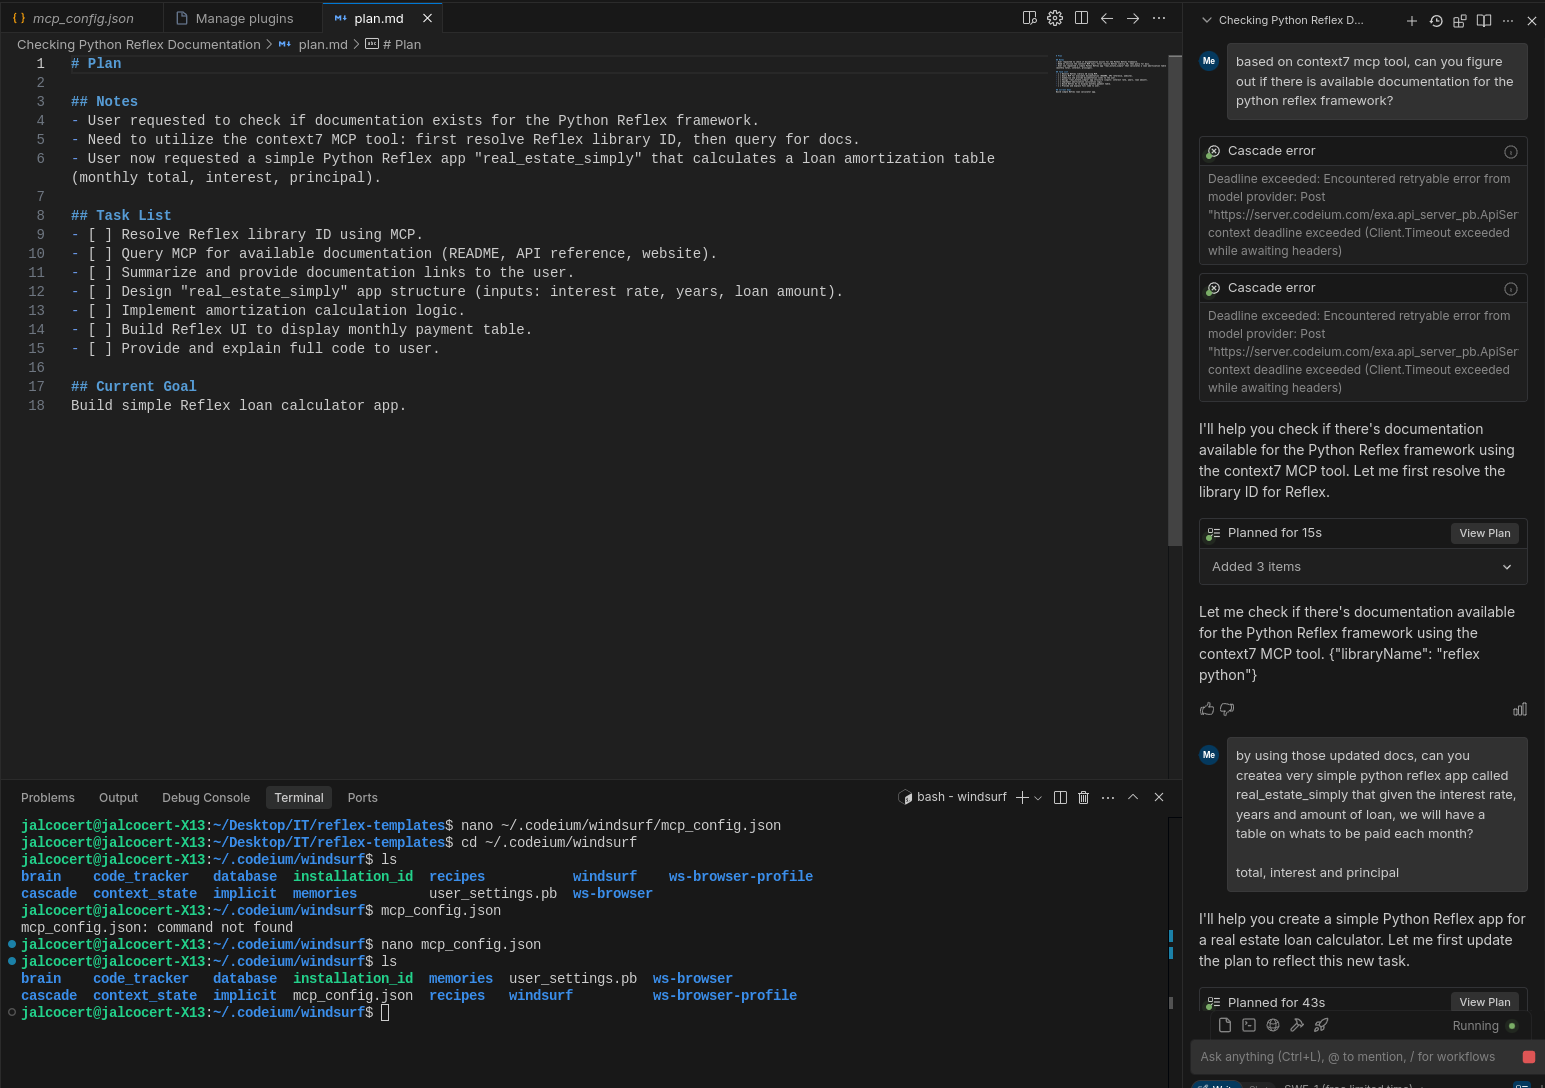 mcp_config.json
Manage plugins
plan.md
Checking Python Reflex Documentation > plan.md > # Plan
1 # Plan
2
3 ## Notes
4 - User requested to check if documentation exists for the Python Reflex framework.
5 - Need to utilize the context7 MCP tool: first resolve Reflex library ID, then query for docs.
6 - User now requested a simple Python Reflex app "real_estate_simply" that calculates a loan amortization table
(monthly total, interest, principal).
7
8 ## Task List
9 - [ ] Resolve Reflex library ID using MCP.
10 - [ ] Query MCP for available documentation (README, API reference, website).
11 - [ ] Summarize and provide documentation links to the user.
12 - [ ] Design "real_estate_simply" app structure (inputs: interest rate, years, loan amount).
13 - [ ] Implement amortization calculation logic.
14 - [ ] Build Reflex UI to display monthly payment table.
15 - [ ] Provide and explain full code to user.
16
17 ## Current Goal
18 Build simple Reflex loan calculator app.
Problems Output Debug Console Terminal Ports
bash - windsurf
jalcocert@jalcocert-X13:~/Desktop/IT/reflex-templates$ nano ~/.codeium/windsurf/mcp_config.json
jalcocert@jalcocert-X13:~/Desktop/IT/reflex-templates$ cd ~/.codeium/windsurf
jalcocert@jalcocert-X13:~/.codeium/windsurf$ ls
brain code_tracker database installation_id recipes windsurf ws-browser-profile
cascade context_state implicit memories user_settings.pb ws-browser
jalcocert@jalcocert-X13:~/.codeium/windsurf$ mcp_config.json
mcp_config.json: command not found
jalcocert@jalcocert-X13:~/.codeium/windsurf$ nano mcp_config.json
jalcocert@jalcocert-X13:~/.codeium/windsurf$ ls
brain code_tracker database installation_id memories user_settings.pb ws-browser
cascade context_state implicit mcp_config.json recipes windsurf ws-browser-profile
jalcocert@jalcocert-X13:~/.codeium/windsurf$
Checking Python Reflex D...
Me
based on context7 mcp tool, can you figure
out if there is available documentation for the
python reflex framework?
Cascade error
Deadline exceeded: Encountered retryable error from
model provider: Post
"https://server.codeium.com/exa.api_server_pb.ApiSer
context deadline exceeded (Client.Timeout exceeded
while awaiting headers)
Cascade error
Deadline exceeded: Encountered retryable error from
model provider: Post
"https://server.codeium.com/exa.api_server_pb.ApiSer
context deadline exceeded (Client.Timeout exceeded
while awaiting headers)
I'll help you check if there's documentation
available for the Python Reflex framework using
the context7 MCP tool. Let me first resolve the
library ID for Reflex.
Planned for 15s
View Plan
Added 3 items
Let me check if there's documentation available
for the Python Reflex framework using the
context7 MCP tool. {"libraryName": "reflex
python"}
Me
by using those updated docs, can you
createa very simple python reflex app called
real_estate_simply that given the interest rate,
years and amount of loan, we will have a
table on whats to be paid each month?
total, interest and principal
I'll help you create a simple Python Reflex app for
a real estate loan calculator. Let me first update
the plan to reflect this new task.
Planned for 43s
View Plan
Running
Ask anything (Ctrl+L), @ to mention, / for workflows